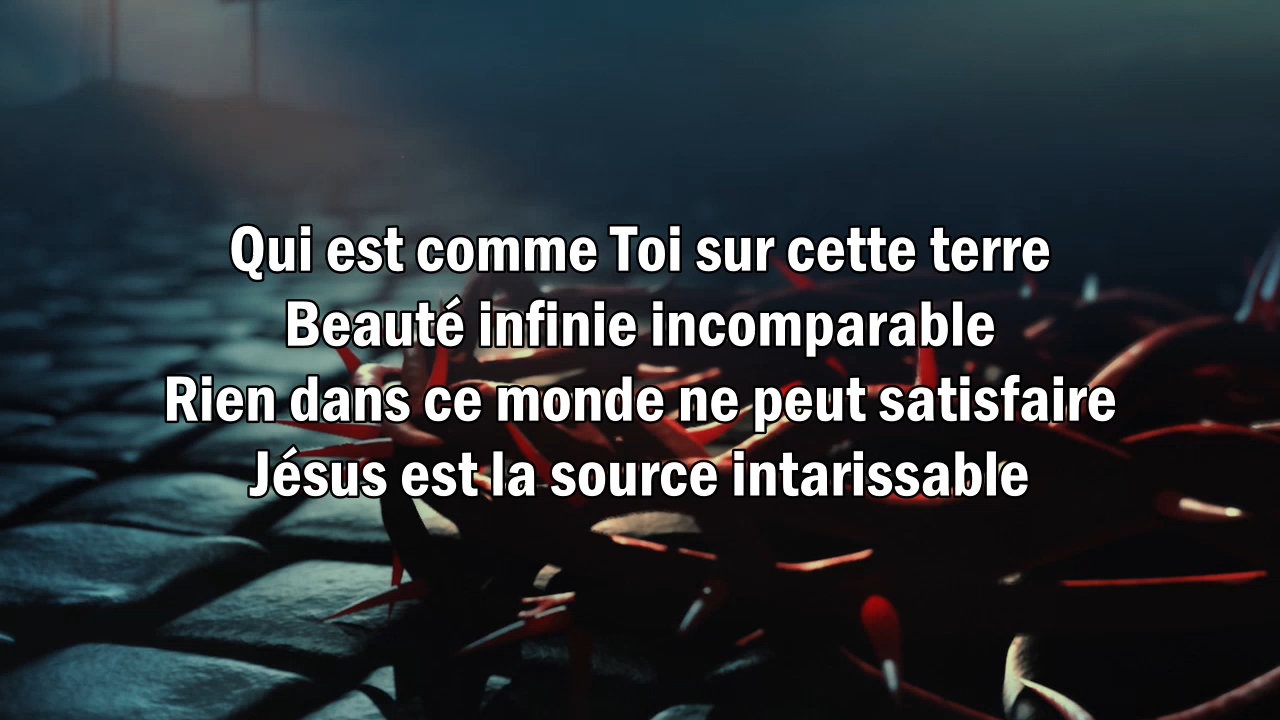 Qui est comme Toi sur cette terre
Beauté infinie incomparable
Rien dans ce monde ne peut satisfaire
Jésus est la source intarissable